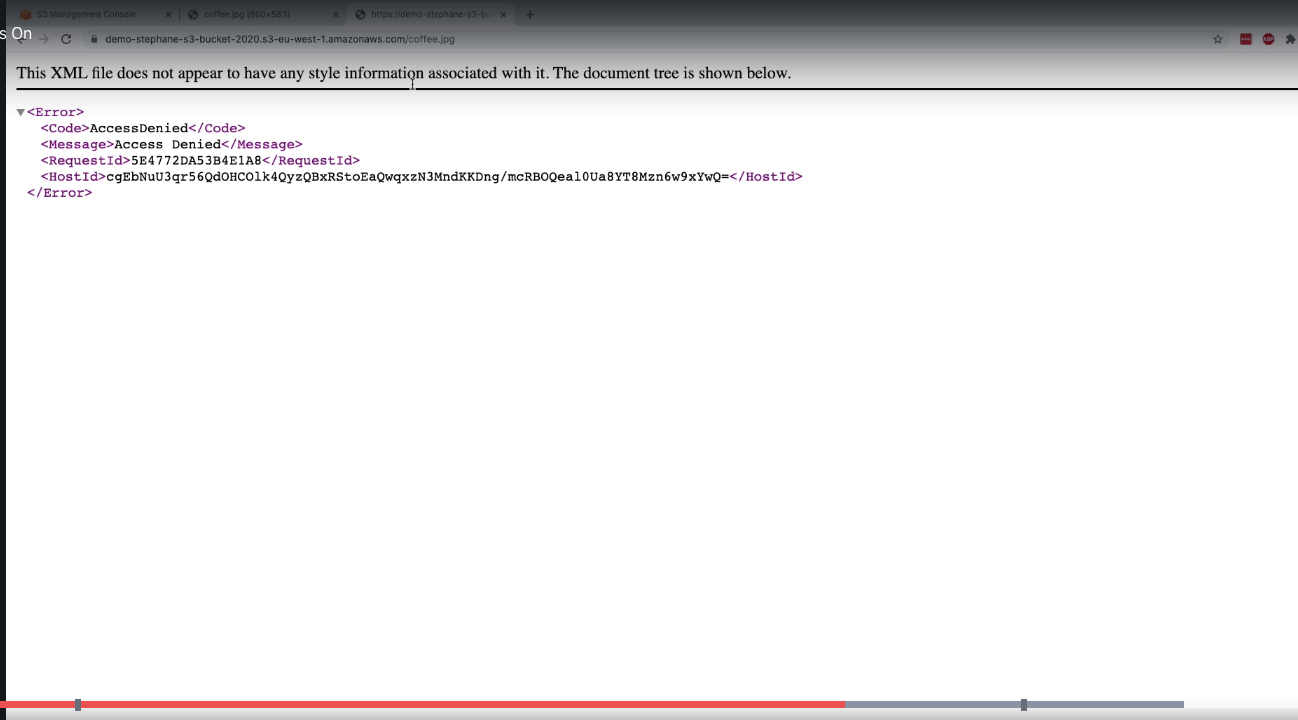 S3 Management Console
coffee.jpg (800×583)
https://demo-stephane-s3-bu
s On
demo-stephane-s3-bucket-2020.s3-eu-west-1.amazonaws.com/coffee.jpg
ABP
This XML file does not appear to have any style information associated with it. The document tree is shown below.
<Error>
<Code>AccessDenied</Code>
<Message>Access Denied</Message>
<RequestId>5E4772DA53B4E1A8</RequestId>
<HostId>cgEbNuU3qr56QdOHCOlk4QyzQBxRStoEaQwqxzN3MndKKDng/mcRBOQeal0Ua8YT8Mzn6w9xYwQ=</HostId>
</Error>